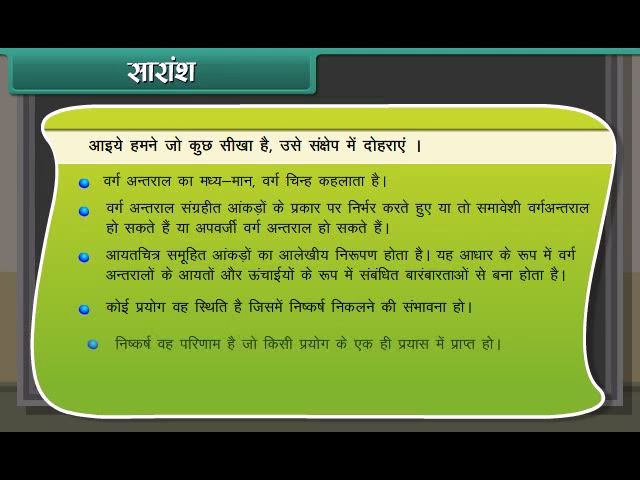 सारांश
आइये हमने जो कुछ सीखा है, उसे संक्षेप में दोहराएं ।
वर्ग अन्तराल का मध्य–मान, वर्ग चिन्ह कहलाता है।
वर्ग अन्तराल संग्रहीत आंकड़ों के प्रकार पर निर्भर करते हुए या तो समावेशी वर्गअन्तराल
हो सकते हैं या अपवर्जी वर्ग अन्तराल हो सकते हैं।
आयतचित्र समूहित आंकड़ों का आलेखीय निरूपण होता है। यह आधार के रूप में वर्ग
अन्तरालों के आयतों और ऊंचाईयों के रूप में संबंधित बारंबारताओं से बना होता है।
कोई प्रयोग वह स्थिति है जिसमें निष्कर्ष निकलने की संभावना हो।
निष्कर्ष वह परिणाम है जो किसी प्रयोग के एक ही प्रयास में प्राप्त हो।